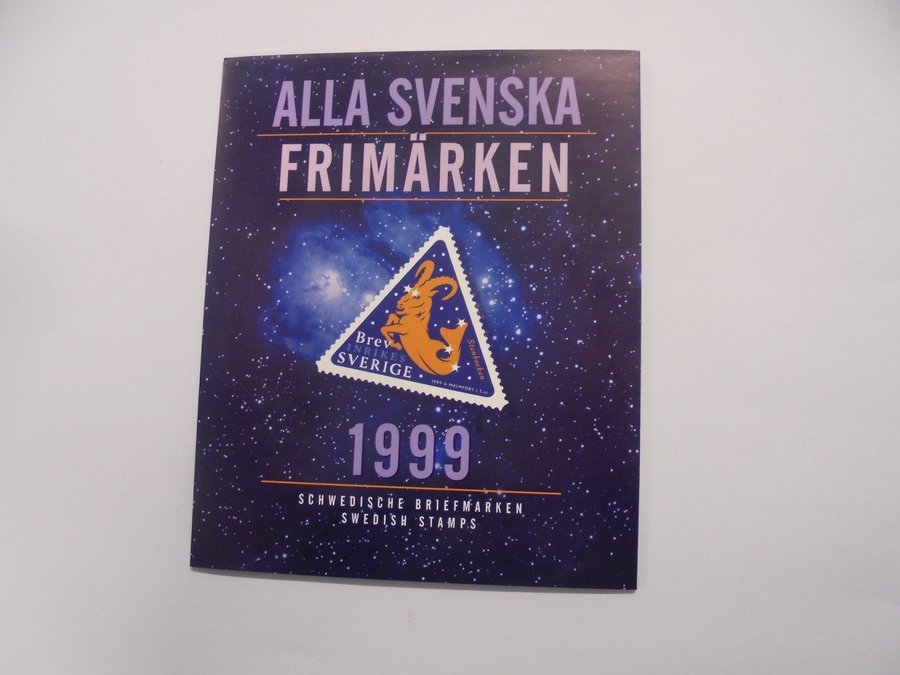 ALLA SVENSKA
FRIMÄRKEN
Brev
INRIKES
SVERIGE
Stenbocken
1999
SCHWEDISCHE BRIEFMARKEN
SWEDISH STAMPS